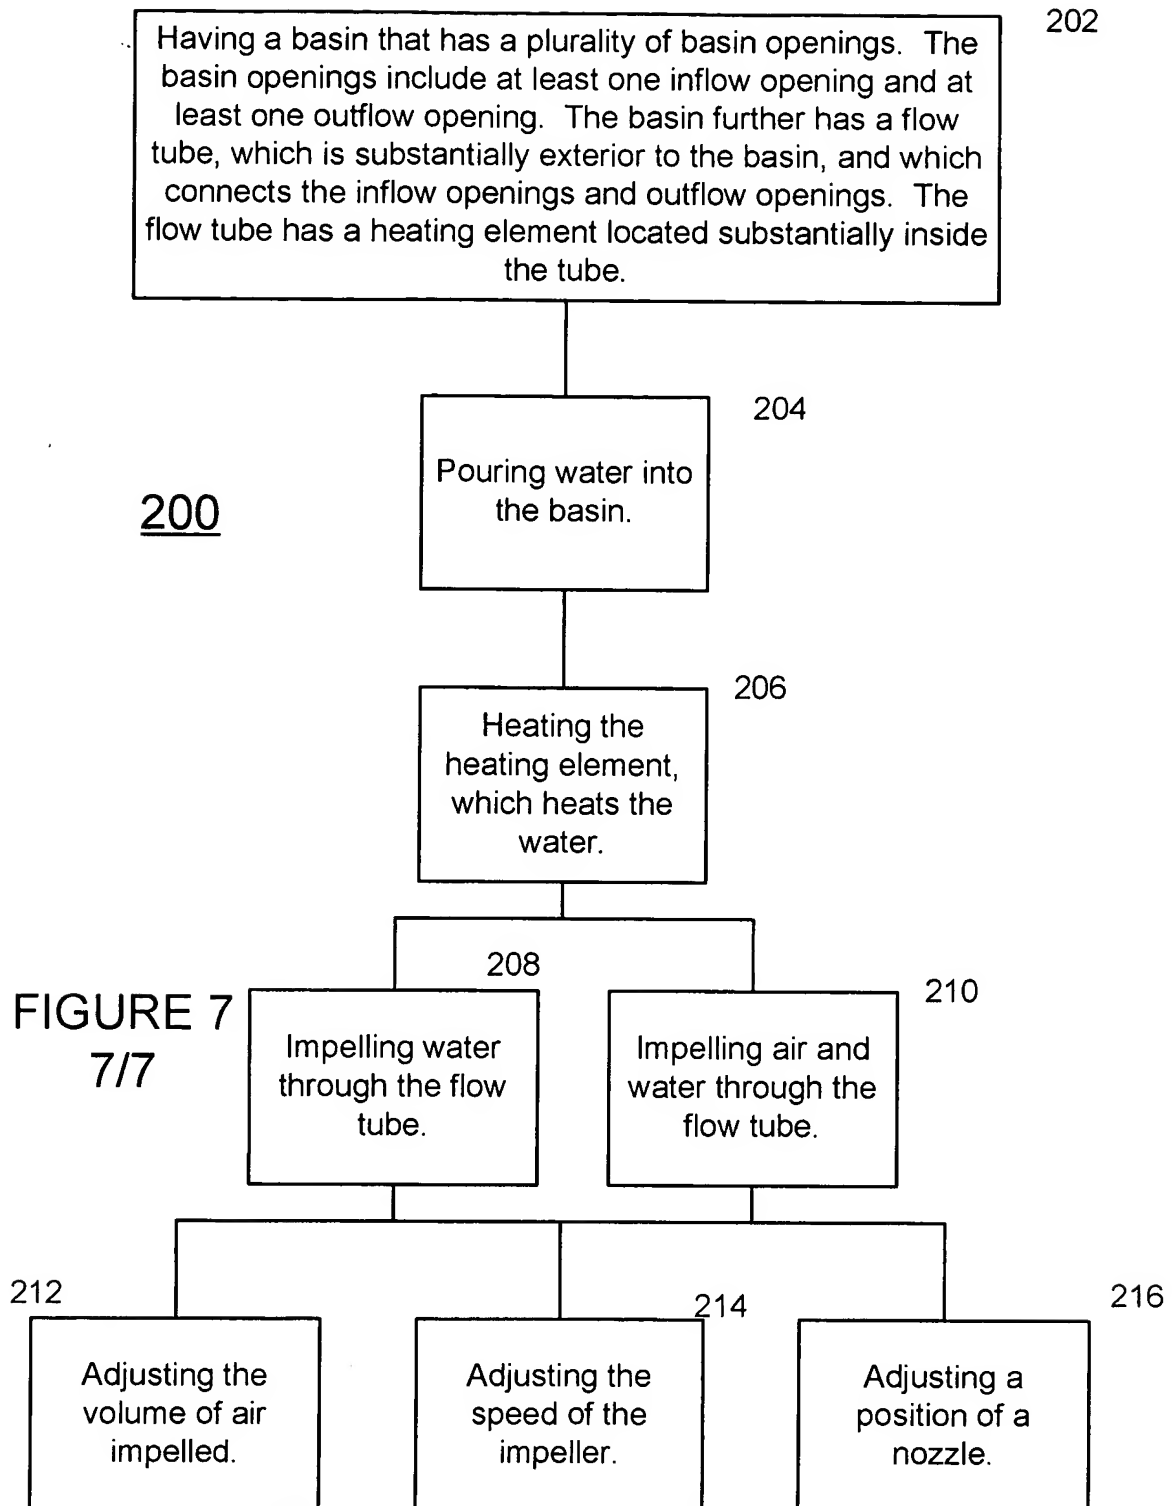 202
Having a basin that has a plurality of basin openings. The
basin openings include at least one inflow opening and at
least one outflow opening. The basin further has a flow
tube, which is substantially exterior to the basin, and which
connects the inflow openings and outflow openings. The
flow tube has a heating element located substantially inside
the tube.
204
Pouring water into
the basin.
200
206
Heating the
heating element,
which heats the
water.
208
210
FIGURE 7
7/7
Impelling water
through the flow
tube.
Impelling air and
water through the
flow tube.
212
214
216
Adjusting the
volume of air
impelled.
Adjusting the
speed of the
impeller.
Adjusting a
position of a
nozzle.